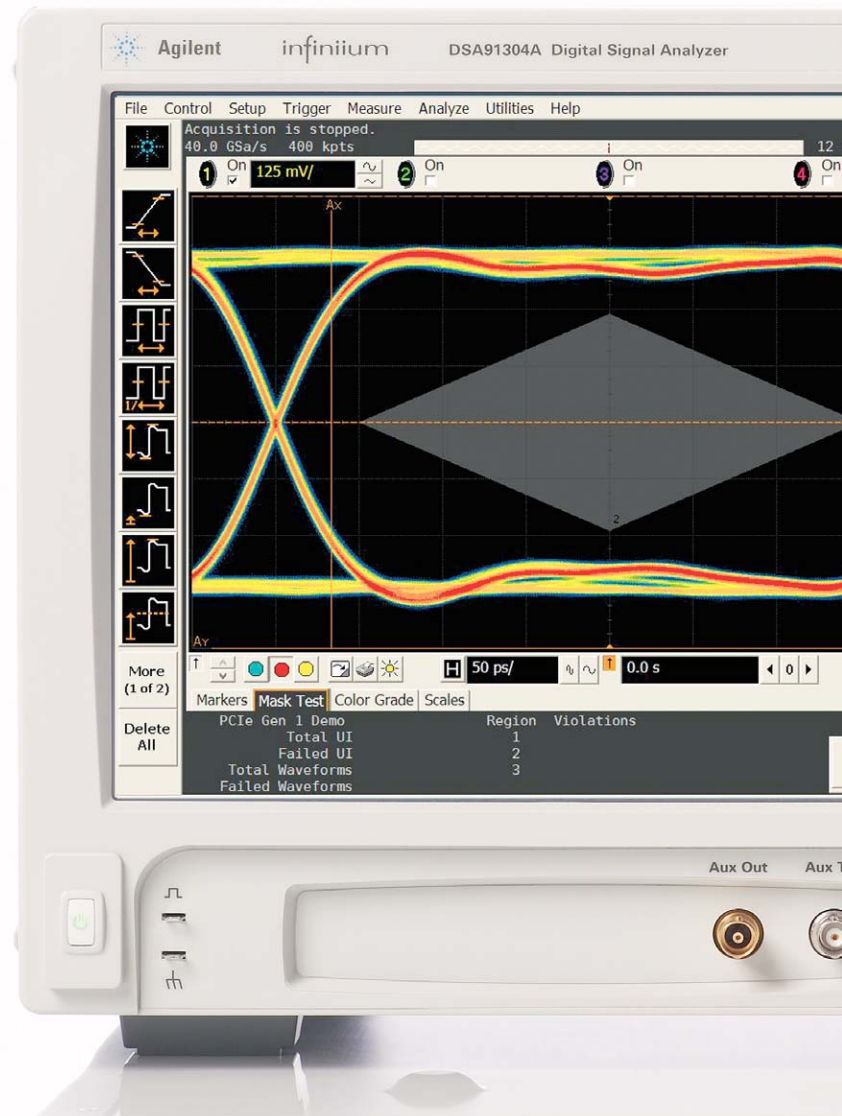 Agilent infiniium DSA91304A Digital Signal Analyzer
File Control Setup Trigger Measure Analyze Utilities Help
Acquisition is stopped.
40.0 GSa/s 400 kpts 12
1 On 125 mV/ 2 On 3 On 4 On
Ax
2
Ay
More
(1 of 2)
Delete
All
H 50 ps/ 0.0 s 0
Markers Mask Test Color Grade Scales
PCIe Gen 1 Demo Region Violations
Total UI 1
Failed UI 2
Total Waveforms 3
Failed Waveforms
Aux Out Aux T